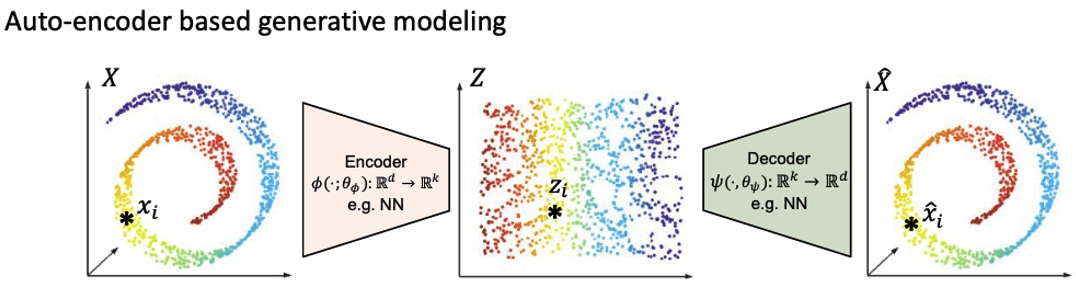 Auto-encoder based generative modeling
X
Z
X̂
Encoder
ϕ(·;θ_ϕ): ℝ^d → ℝ^k
e.g. NN
Decoder
ψ(·,θ_ψ): ℝ^k → ℝ^d
e.g. NN
* x_i
z_i
*
* x̂_i